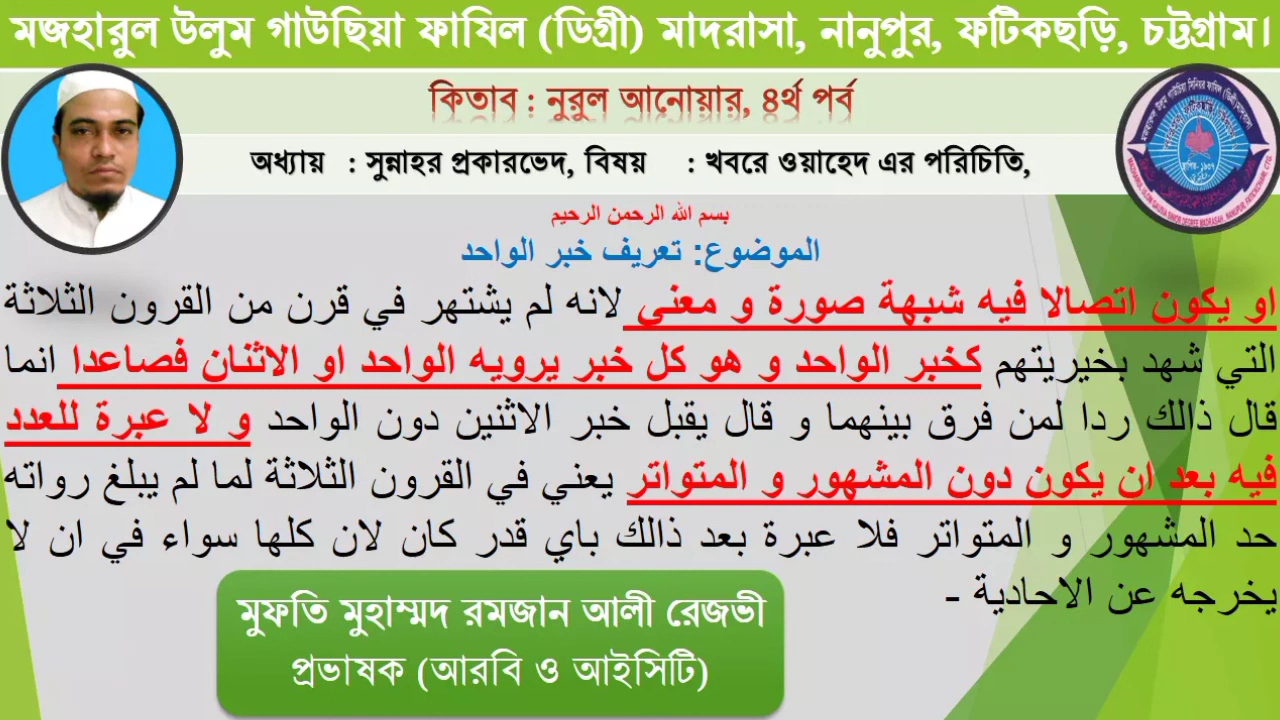 মজহারুল উলুম গাউছিয়া ফাযিল (ডিগ্রী) মাদরাসা, নানুপুর, ফটিকছড়ি, চট্টগ্রাম।
কিতাব : নুরুল আনোয়ার, ৪র্থ পর্ব
অধ্যায় : সুন্নাহর প্রকারভেদ, বিষয় : খবরে ওয়াহেদ এর পরিচিতি,
بسم الله الرحمن الرحيم
الموضوع: تعريف خبر الواحد
او يكون اتصالا فيه شبهة صورة و معنى لانه لم يشتهر في قرن من القرون الثلاثة
التي شهد بخيريتهم كخبر الواحد و هو كل خبر يرويه الواحد او الاثنان فصاعدا انما
قال ذالك ردا لمن فرق بينهما و قال يقبل خبر الاثنين دون الواحد و لا عبرة للعدد
فيه بعد ان يكون دون المشهور و المتواتر يعني في القرون الثلاثة لما لم يبلغ رواته
حد المشهور و المتواتر فلا عبرة بعد ذالك باي قدر كان لان كلها سواء في ان لا
يخرجه عن الاحادية -
মুফতি মুহাম্মদ রমজান আলী রেজভী
প্রভাষক (আরবি ও আইসিটি)